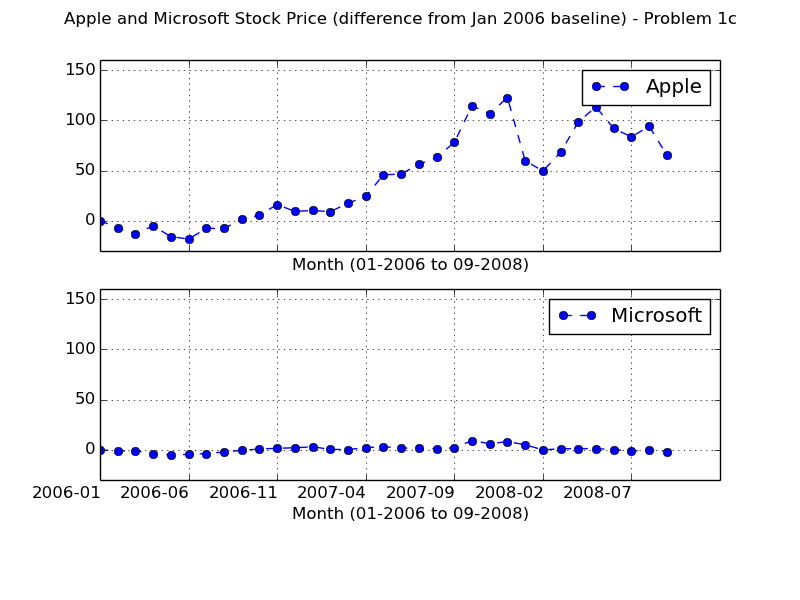 Apple and Microsoft Stock Price (difference from Jan 2006 baseline) - Problem 1c
150
Apple
100
50
0
Month (01-2006 to 09-2008)
150
Microsoft
100
50
0
2006-01 2006-06 2006-11 2007-04 2007-09 2008-02 2008-07
Month (01-2006 to 09-2008)